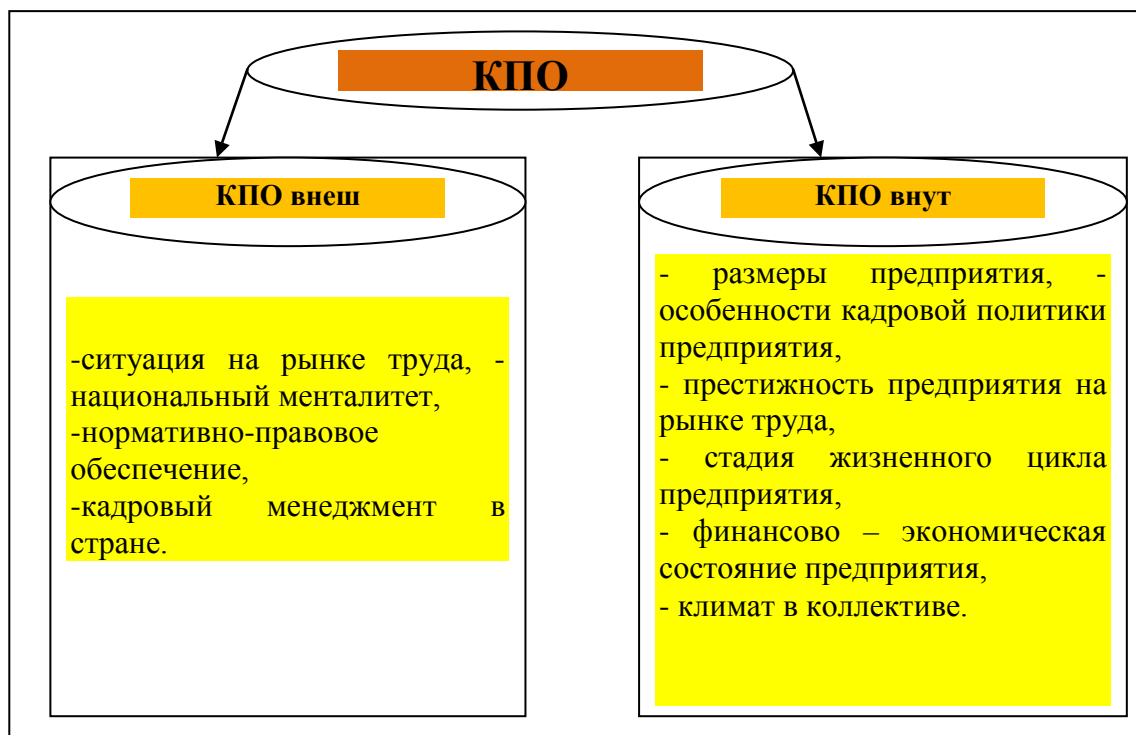 КПО
КПО внеш
-ситуация на рынке труда, -
национальный менталитет,
-нормативно-правовое
обеспечение,
-кадровый менеджмент в
стране.
КПО внут
- размеры предприятия, -
особенности кадровой политики
предприятия,
- престижность предприятия на
рынке труда,
- стадия жизненного цикла
предприятия,
- финансово – экономическая
состояние предприятия,
- климат в коллективе.